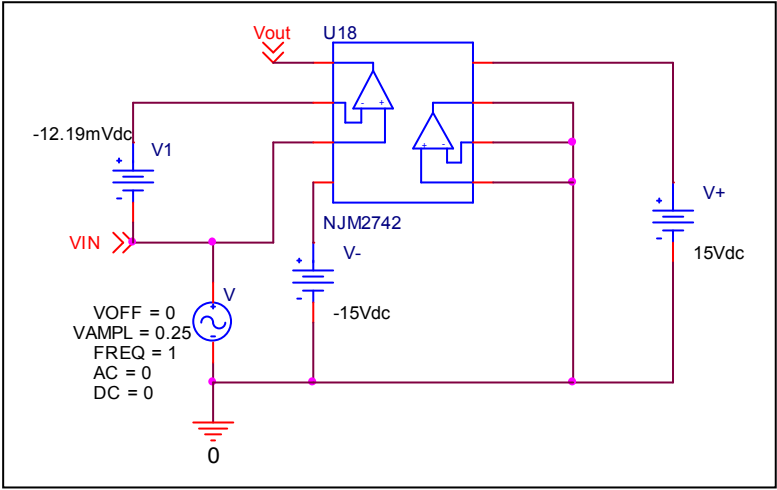 Vout
U18
-12.19mVdc
V1
- +
+ -
+
-
NJM2742
VIN
V-
+
-
-15Vdc
V+
+
-
15Vdc
V
+
-
VOFF = 0
VAMPL = 0.25
FREQ = 1
AC = 0
DC = 0
0